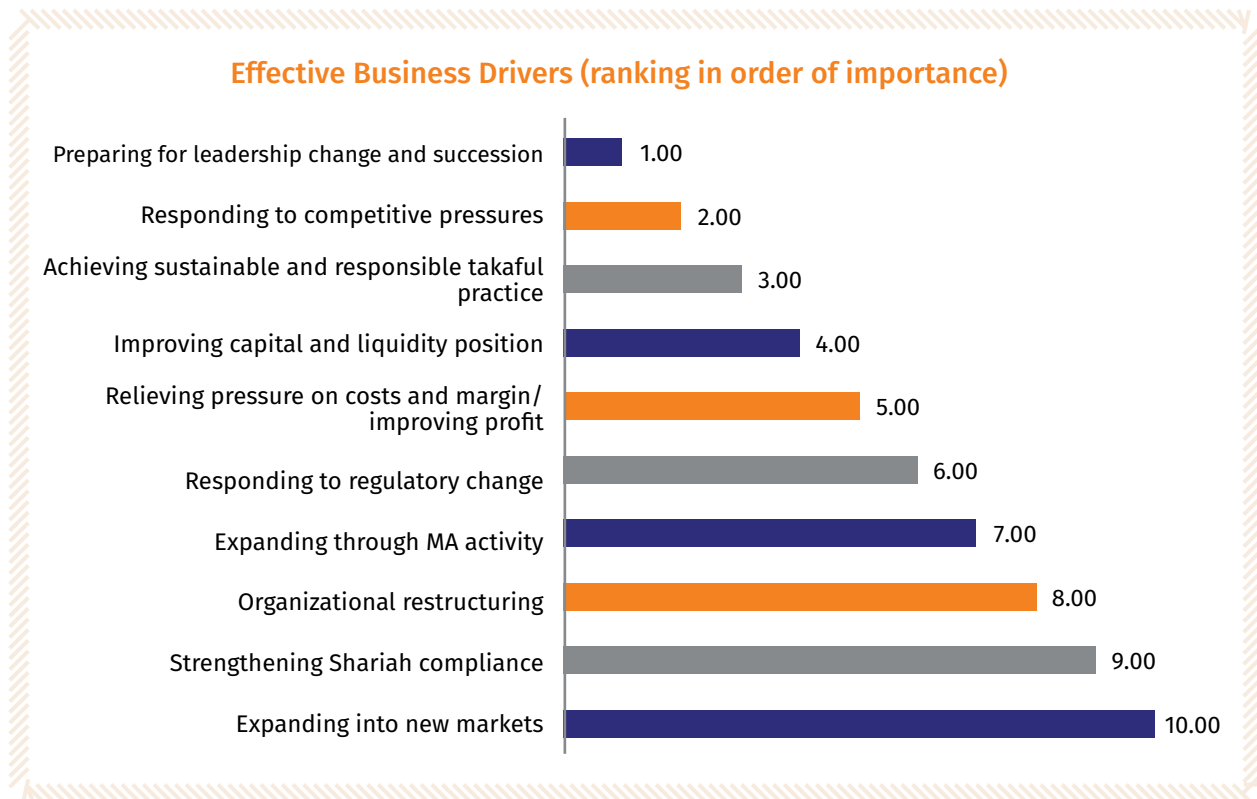 Effective Business Drivers (ranking in order of importance)
Preparing for leadership change and succession
1.00
Responding to competitive pressures
2.00
Achieving sustainable and responsible takaful
practice
3.00
Improving capital and liquidity position
4.00
Relieving pressure on costs and margin/
improving profit
5.00
Responding to regulatory change
6.00
Expanding through MA activity
7.00
Organizational restructuring
8.00
Strengthening Shariah compliance
9.00
Expanding into new markets
10.00